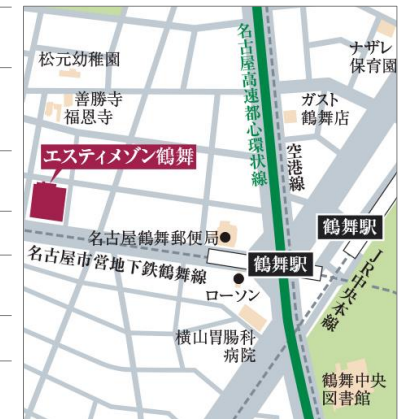 松元幼稚園
善勝寺
福恩寺
エスティメゾン鶴舞
名古屋高速都心環状線
空港線
ナザレ
保育園
ガスト
鶴舞店
名古屋鶴舞郵便局
名古屋市営地下鉄鶴舞線
鶴舞駅
鶴舞駅
JR中央本線
ローソン
横山胃腸科
病院
鶴舞中央
図書館